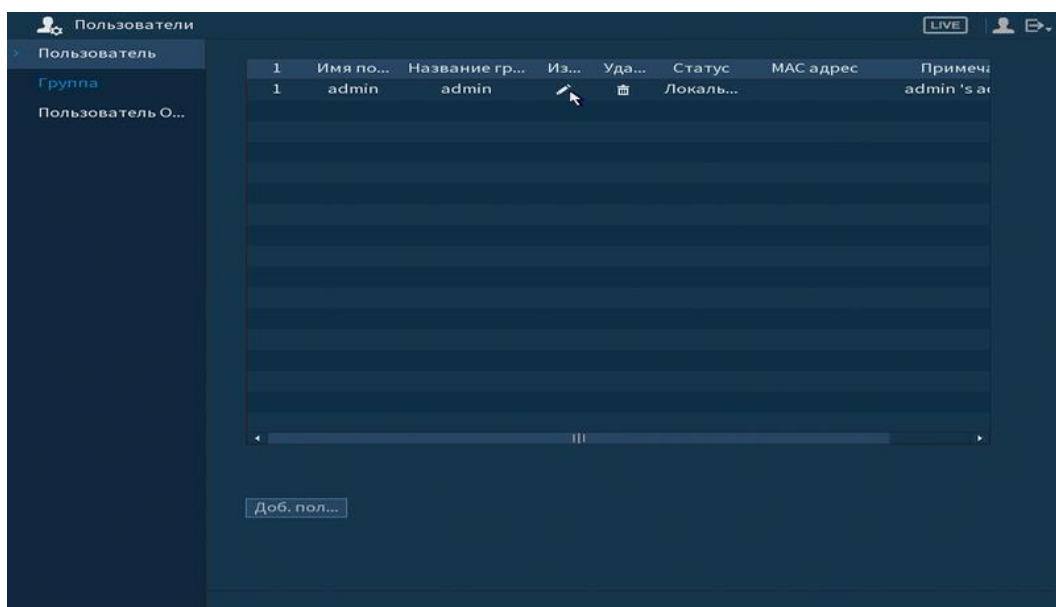 Пользователи LIVE
Пользователь
Группа
Пользователь О...
1 Имя по... Название гр... Из... Уда... Статус MAC адрес Примеча
1 admin admin Локаль... admin 's ad
Доб. пол...